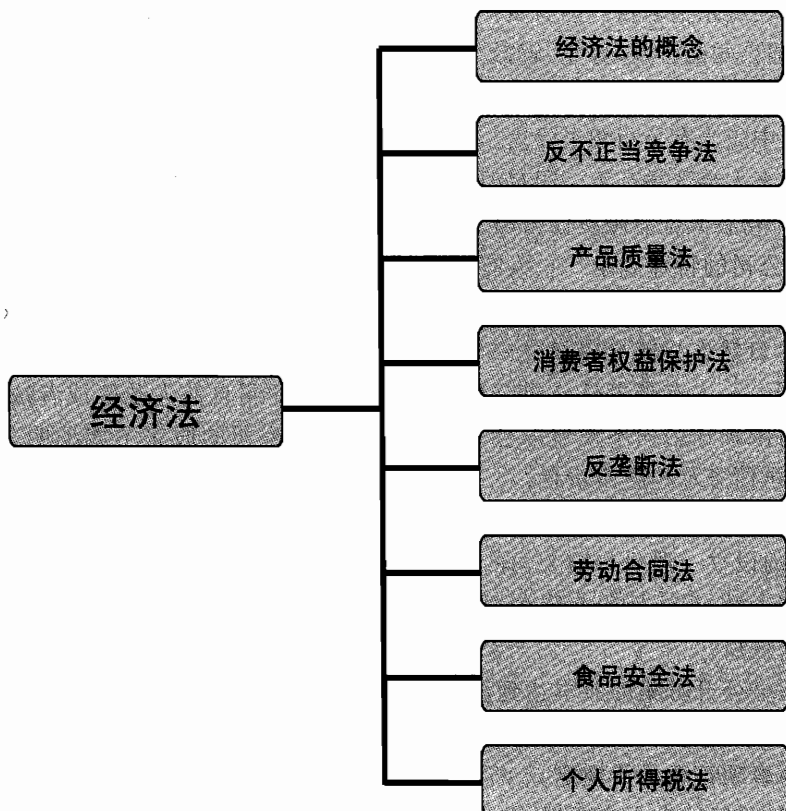 经济法的概念
反不正当竞争法
产品质量法
消费者权益保护法
经济法
反垄断法
劳动合同法
食品安全法
个人所得税法